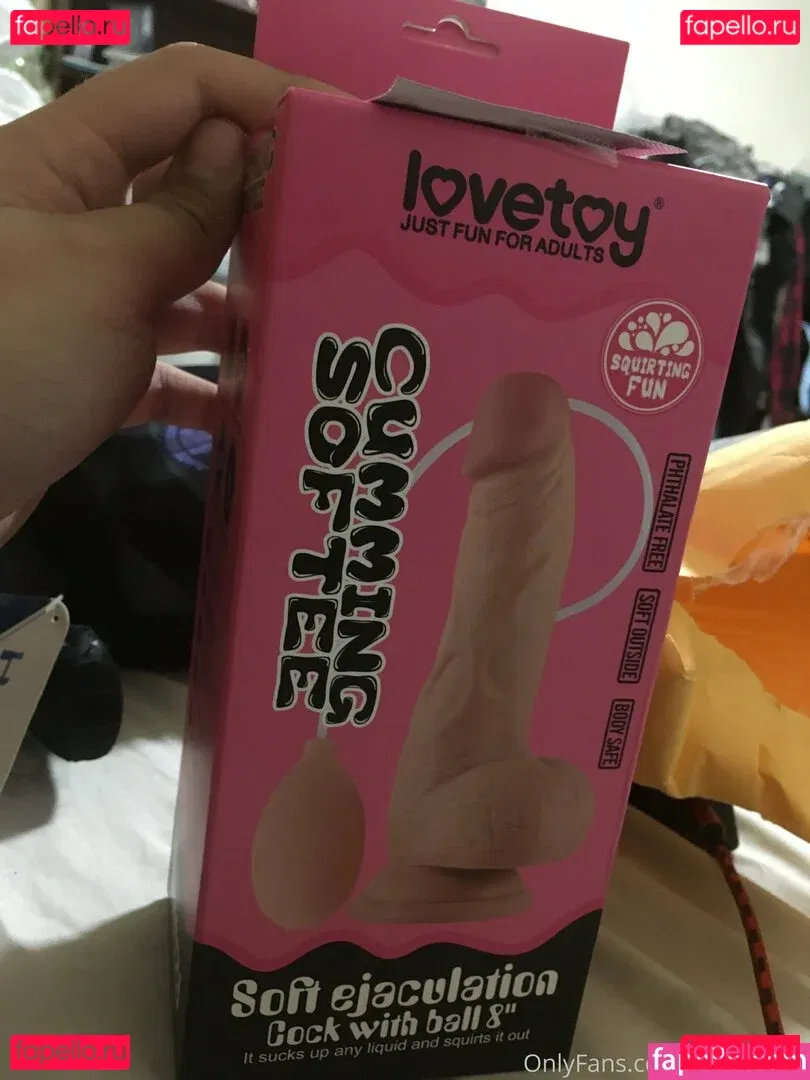 fapello.ru
fapello.ru
lovetoy®
JUST FUN FOR ADULTS
SQUIRTING
FUN
CUMMING
SOFTEE
PHTHALATE FREE
SOFT OUTSIDE
BODY SAFE
Soft ejaculation
Cock with ball 8"
It sucks up any liquid and squirts it out
fapello.ru
OnlyFans.c
fapello.ru